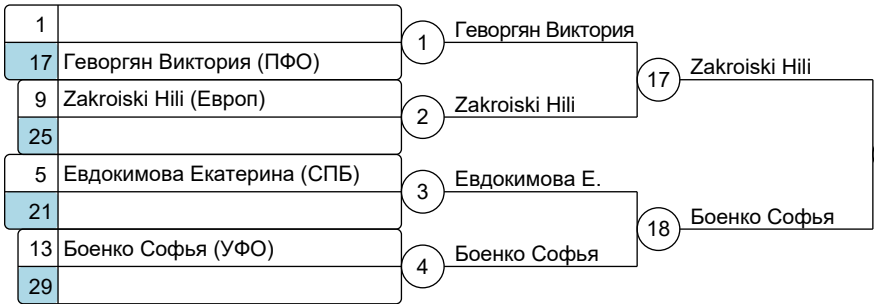 1
17 Геворгян Виктория (ПФО)
9 Zakroiski Hili (Европ)
25
5 Евдокимова Екатерина (СПБ)
21
13 Боенко Софья (УФО)
29
1 Геворгян Виктория
2 Zakroiski Hili
3 Евдокимова Е.
4 Боенко Софья
17 Zakroiski Hili
18 Боенко Софья